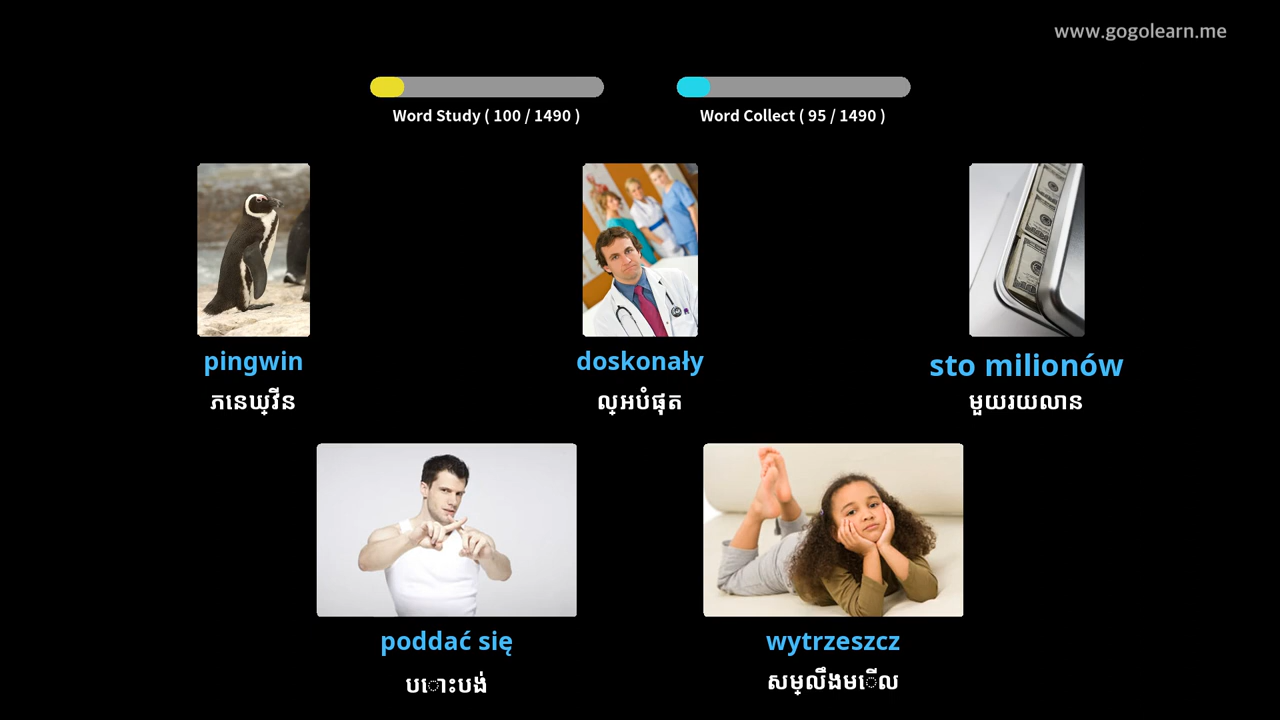 www.gogolearn.me
Word Study ( 100 / 1490 )
Word Collect ( 95 / 1490 )
pingwin
doskonały
sto milionów
ភនេឃ្វីន
ល្អបំផុត
មួយរយលាន
poddać się
wytrzeszcz
បោះបង់
សម្លឹងមើល